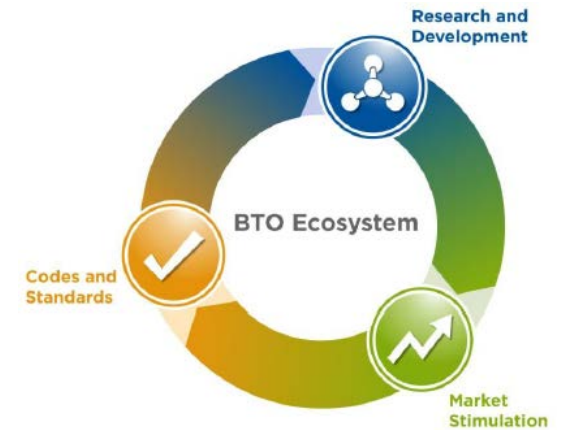 Research and
Development
BTO Ecosystem
Codes and
Standards
Market
Stimulation